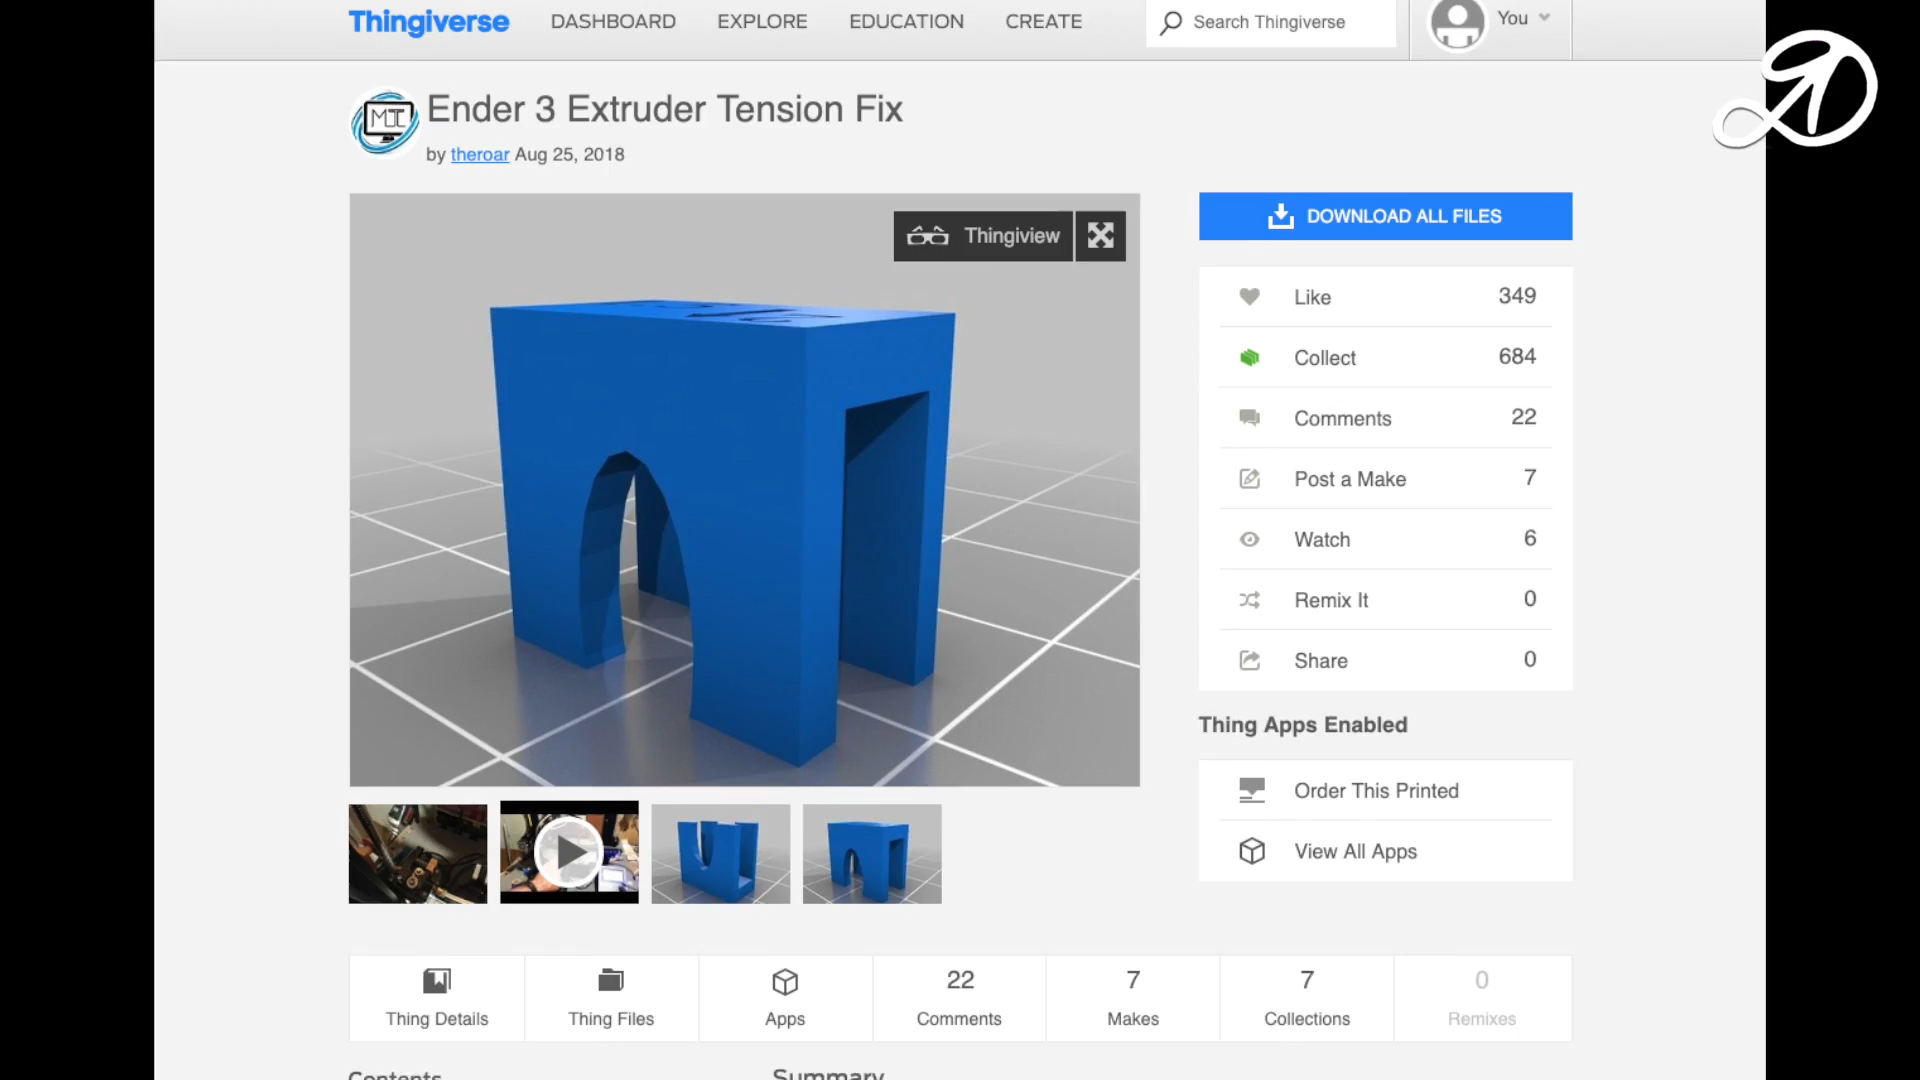 Thingiverse DASHBOARD EXPLORE EDUCATION CREATE Search Thingiverse You
MJT
Ender 3 Extruder Tension Fix
by theroar Aug 25, 2018
Thingiview
DOWNLOAD ALL FILES
Like 349
Collect 684
Comments 22
Post a Make 7
Watch 6
Remix It 0
Share 0
Thing Apps Enabled
Order This Printed
View All Apps
Thing Details
Thing Files
Apps
22
Comments
7
Makes
7
Collections
0
Remixes
Contents
Summary